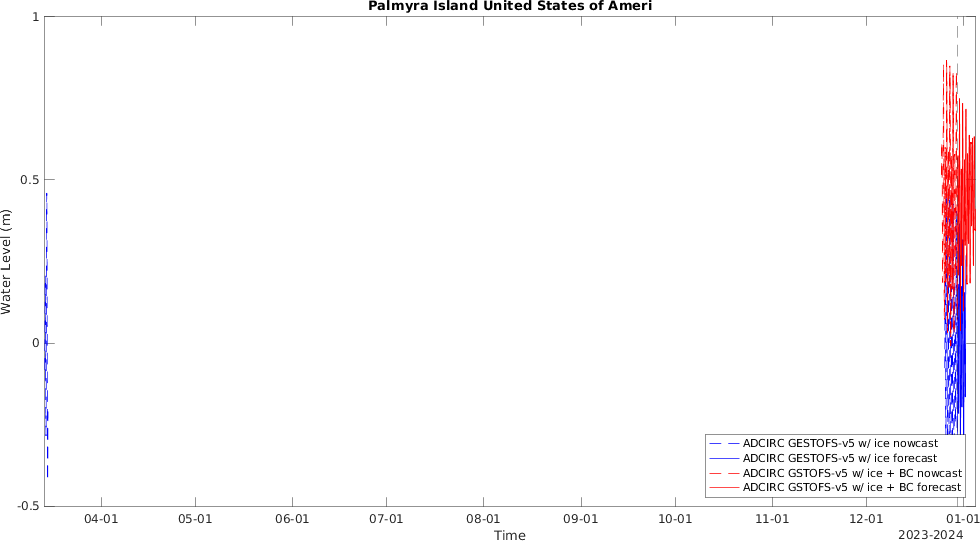 Palmyra Island United States of Ameri
1
0.5
0
-0.5
Water Level (m)
ADCIRC GESTOFS-v5 w/ ice nowcast
ADCIRC GESTOFS-v5 w/ ice forecast
ADCIRC GSTOFS-v5 w/ ice + BC nowcast
ADCIRC GSTOFS-v5 w/ ice + BC forecast
04-01 05-01 06-01 07-01 08-01 09-01 10-01 11-01 12-01 01-01
Time
2023-2024